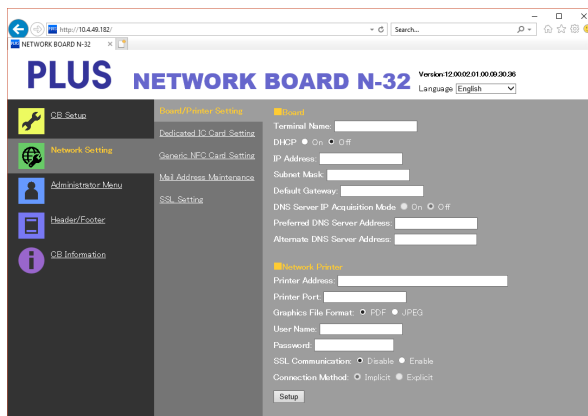 http://10.4.49.182/
Search...
NETWORK BOARD N-32
PLUS NETWORK BOARD N-32
Version:12.00.02.01.00.09.30.36
Language English
CB Setup
Network Setting
Administrator Menu
Header/Footer
CB Information
Board/Printer Setting
Dedicated IC Card Setting
Generic NFC Card Setting
Mail Address Maintenance
SSL Setting
Board
Terminal Name:
DHCP On Off
IP Address:
Subnet Mask:
Default Gateway:
DNS Server IP Acquisition Mode On Off
Preferred DNS Server Address:
Alternate DNS Server Address:
Network Printer
Printer Address:
Printer Port:
Graphics File Format: PDF JPEG
User Name:
Password:
SSL Communication: Disable Enable
Connection Method: Implicit Explicit
Setup